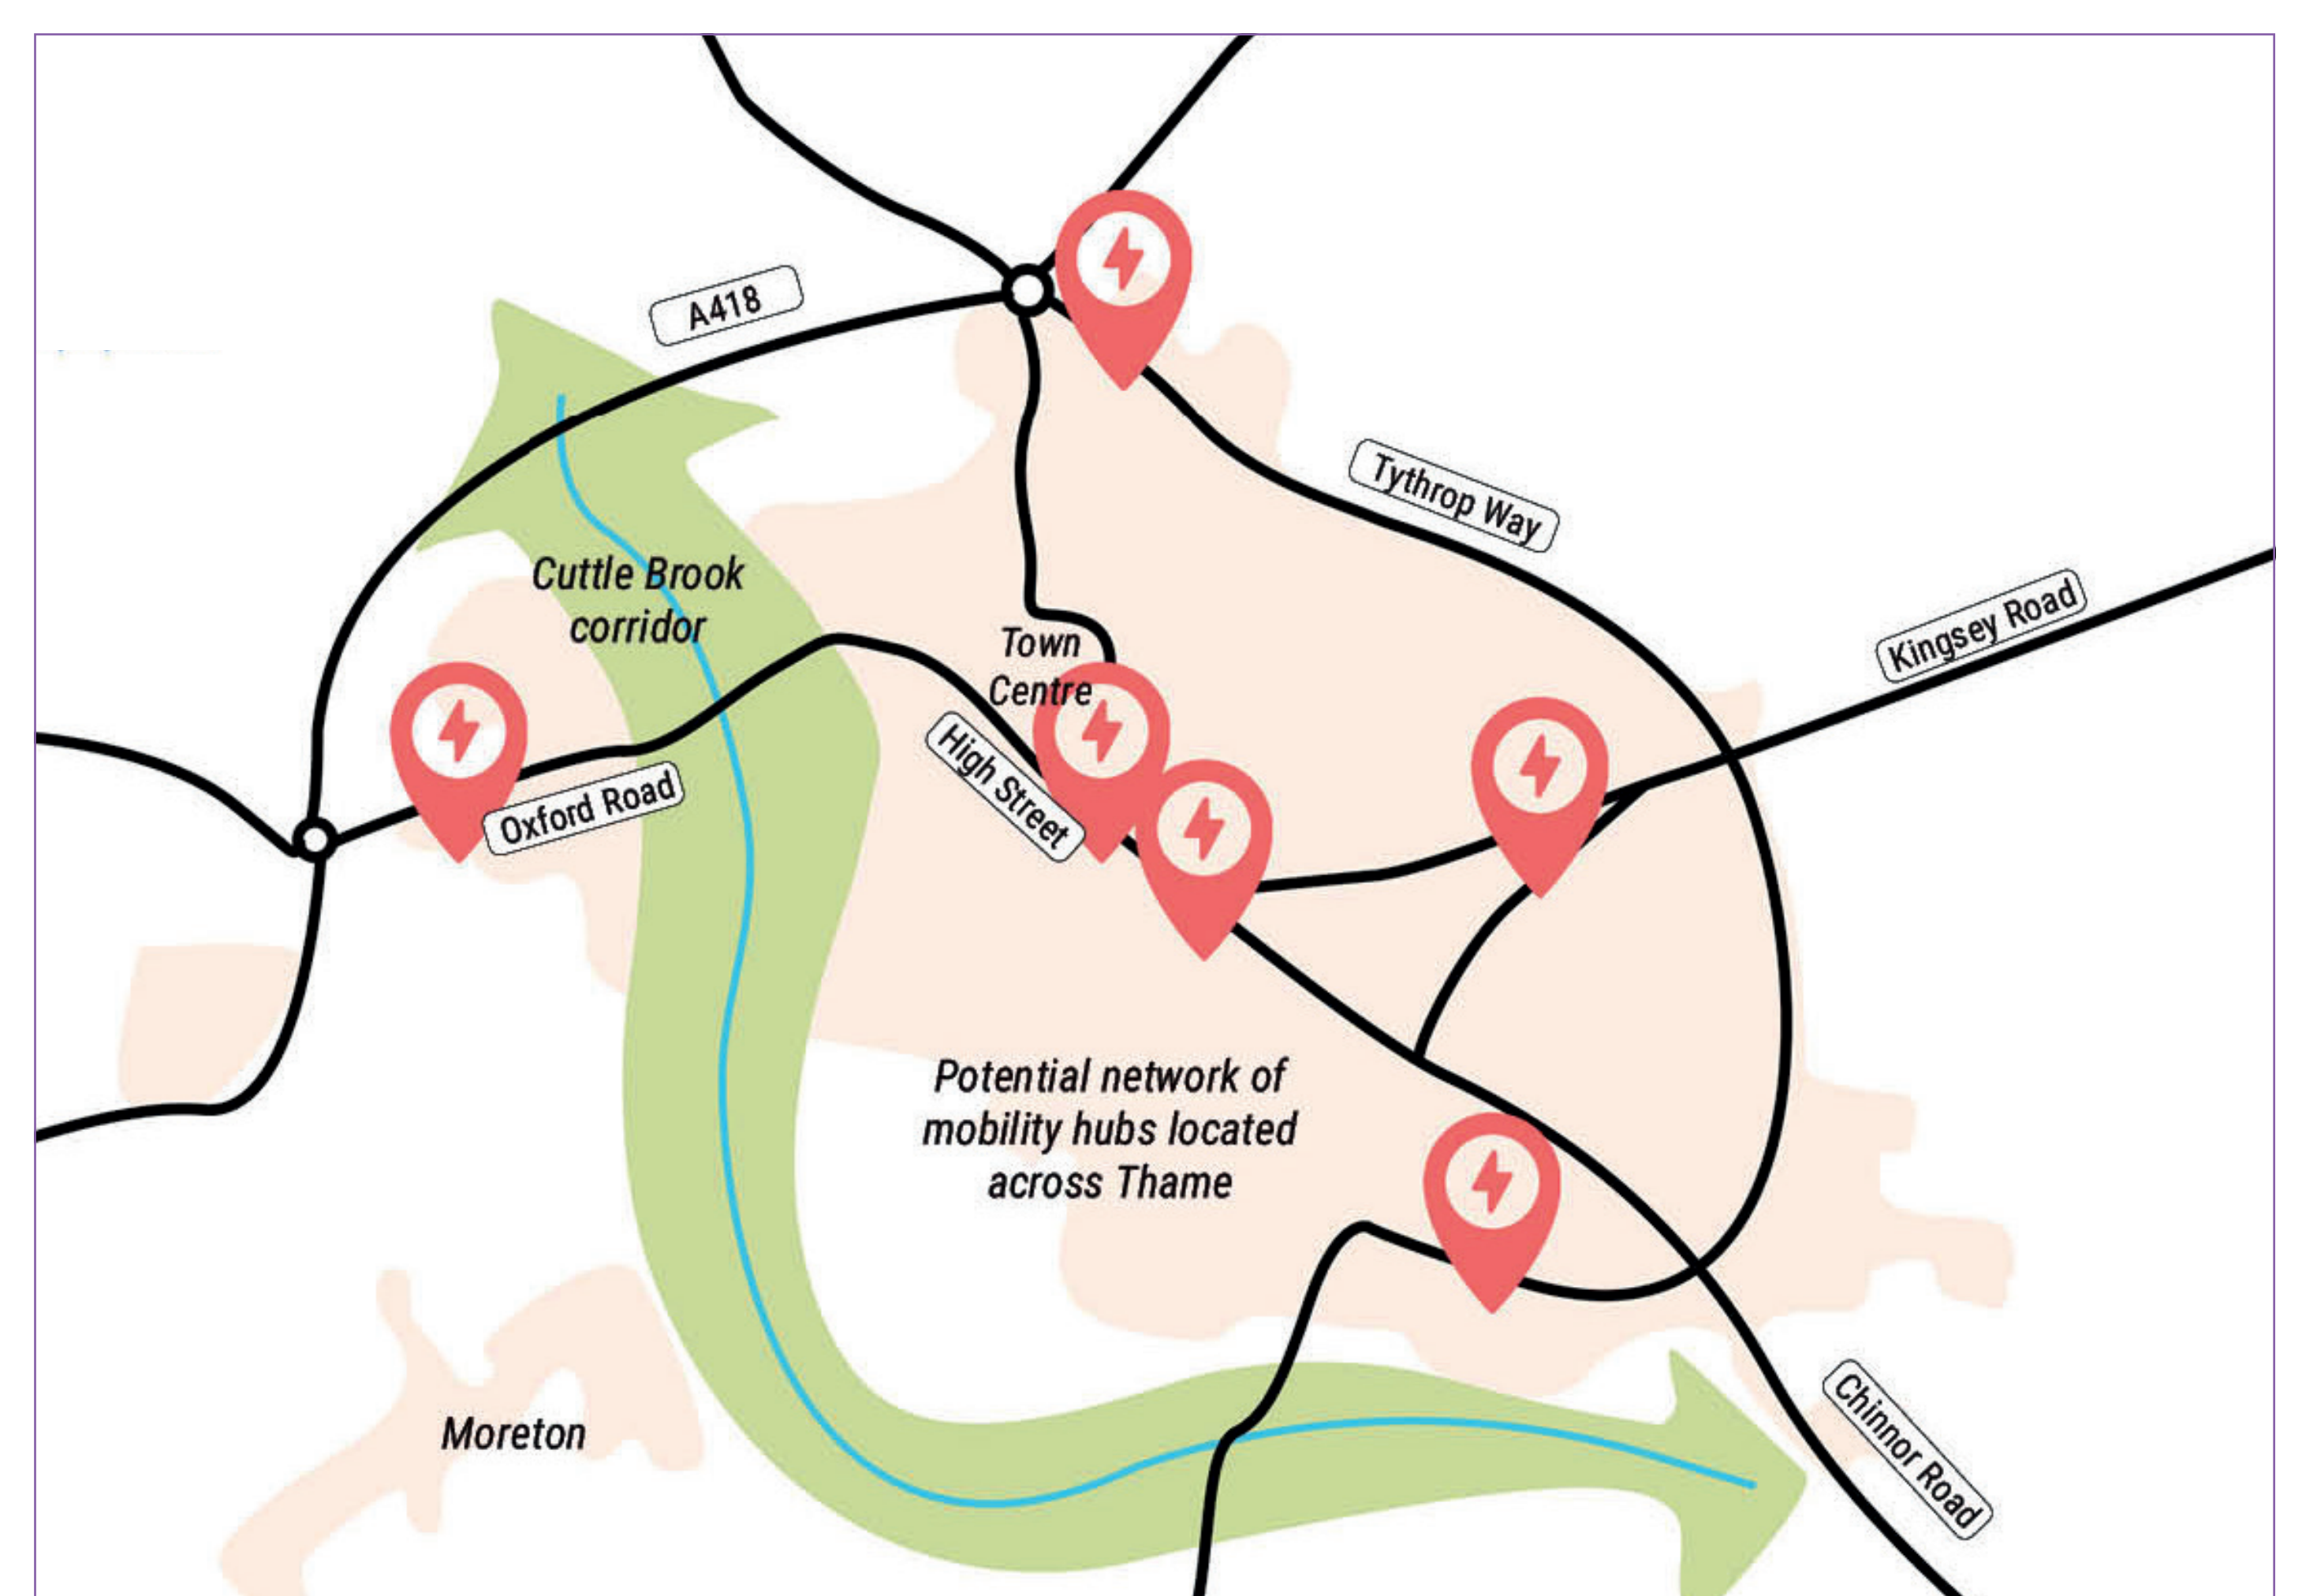 A418
Tythrop Way
Cuttle Brook
corridor
Kingsey Road
Town
Centre
High Street
Oxford Road
Potential network of
mobility hubs located
across Thame
Moreton
Chinnor Road